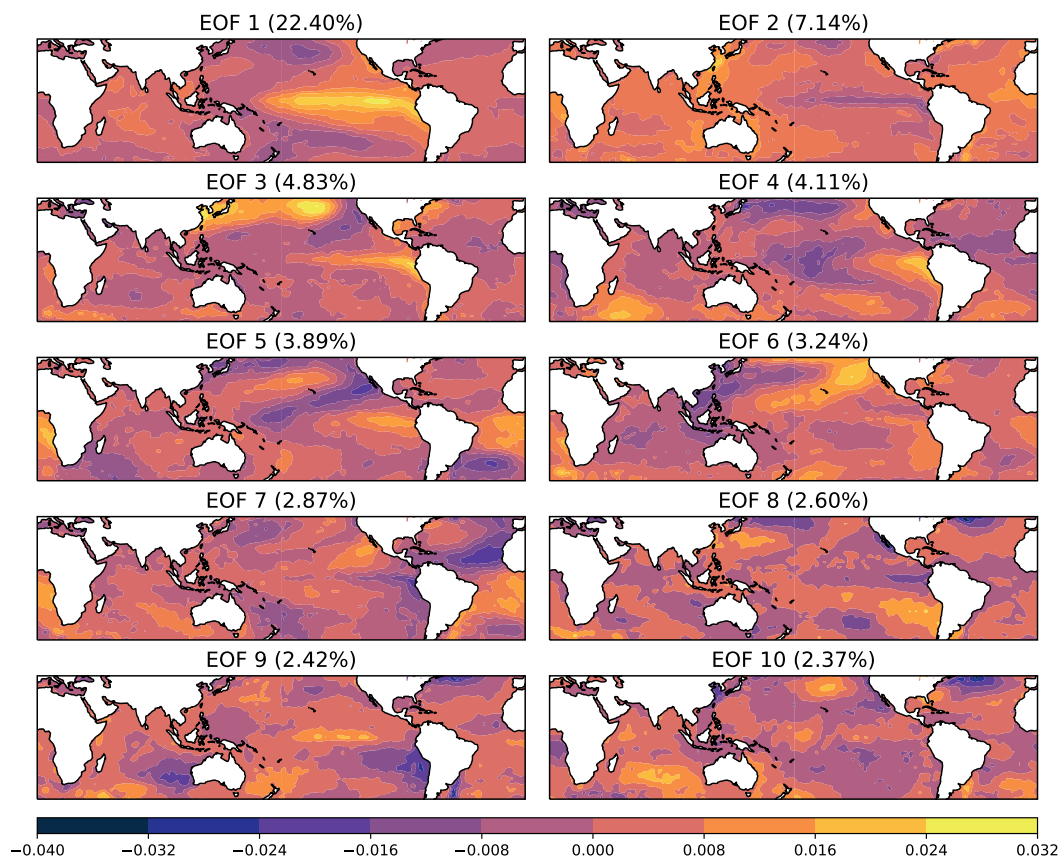 EOF 1 (22.40%) EOF 2 (7.14%)
EOF 3 (4.83%) EOF 4 (4.11%)
EOF 5 (3.89%) EOF 6 (3.24%)
EOF 7 (2.87%) EOF 8 (2.60%)
EOF 9 (2.42%) EOF 10 (2.37%)
−0.040 −0.032 −0.024 −0.016 −0.008 0.000 0.008 0.016 0.024 0.032